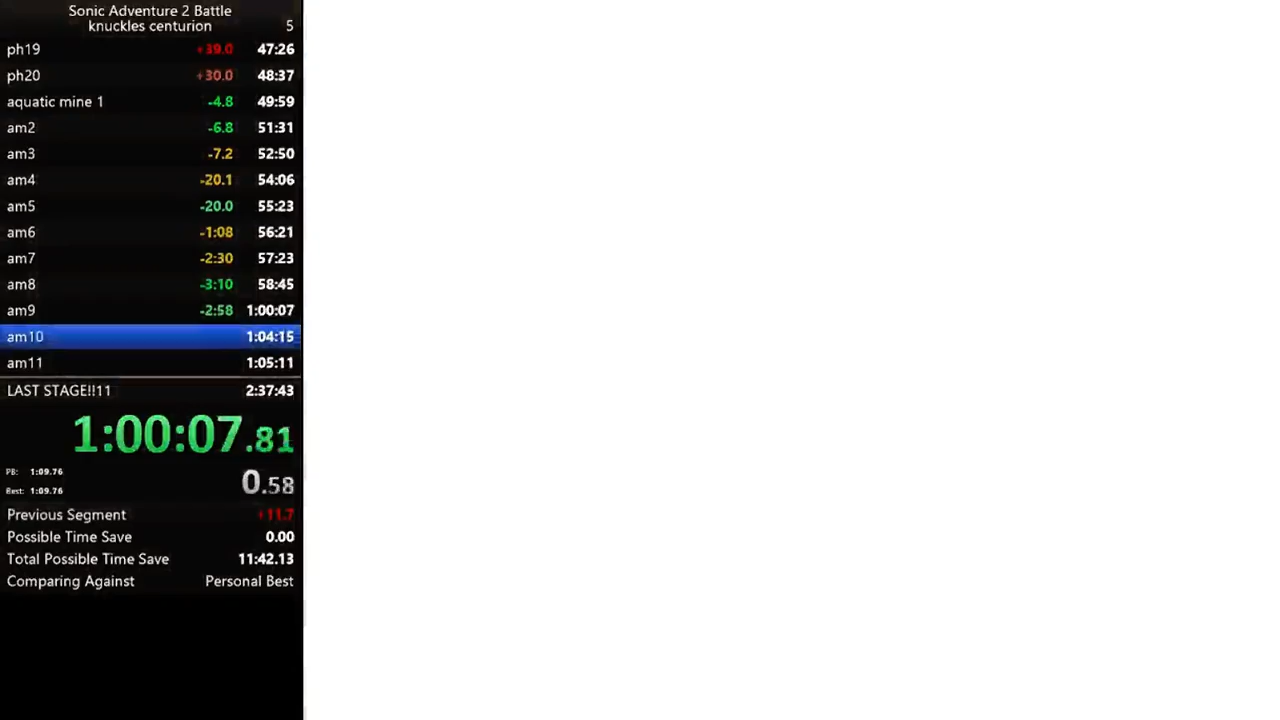 Sonic Adventure 2 Battle
knuckles centurion 5
ph19 +39.0 47:26
ph20 +30.0 48:37
aquatic mine 1 -4.8 49:59
am2 -6.8 51:31
am3 -7.2 52:50
am4 -20.1 54:06
am5 -20.0 55:23
am6 -1:08 56:21
am7 -2:30 57:23
am8 -3:10 58:45
am9 -2:58 1:00:07
am10 1:04:15
am11 1:05:11
LAST STAGE!!11 2:37:43
1:00:07.81
PB: 1:09.76
Best: 1:09.76
0.58
Previous Segment +11.7
Possible Time Save 0.00
Total Possible Time Save 11:42.13
Comparing Against Personal Best